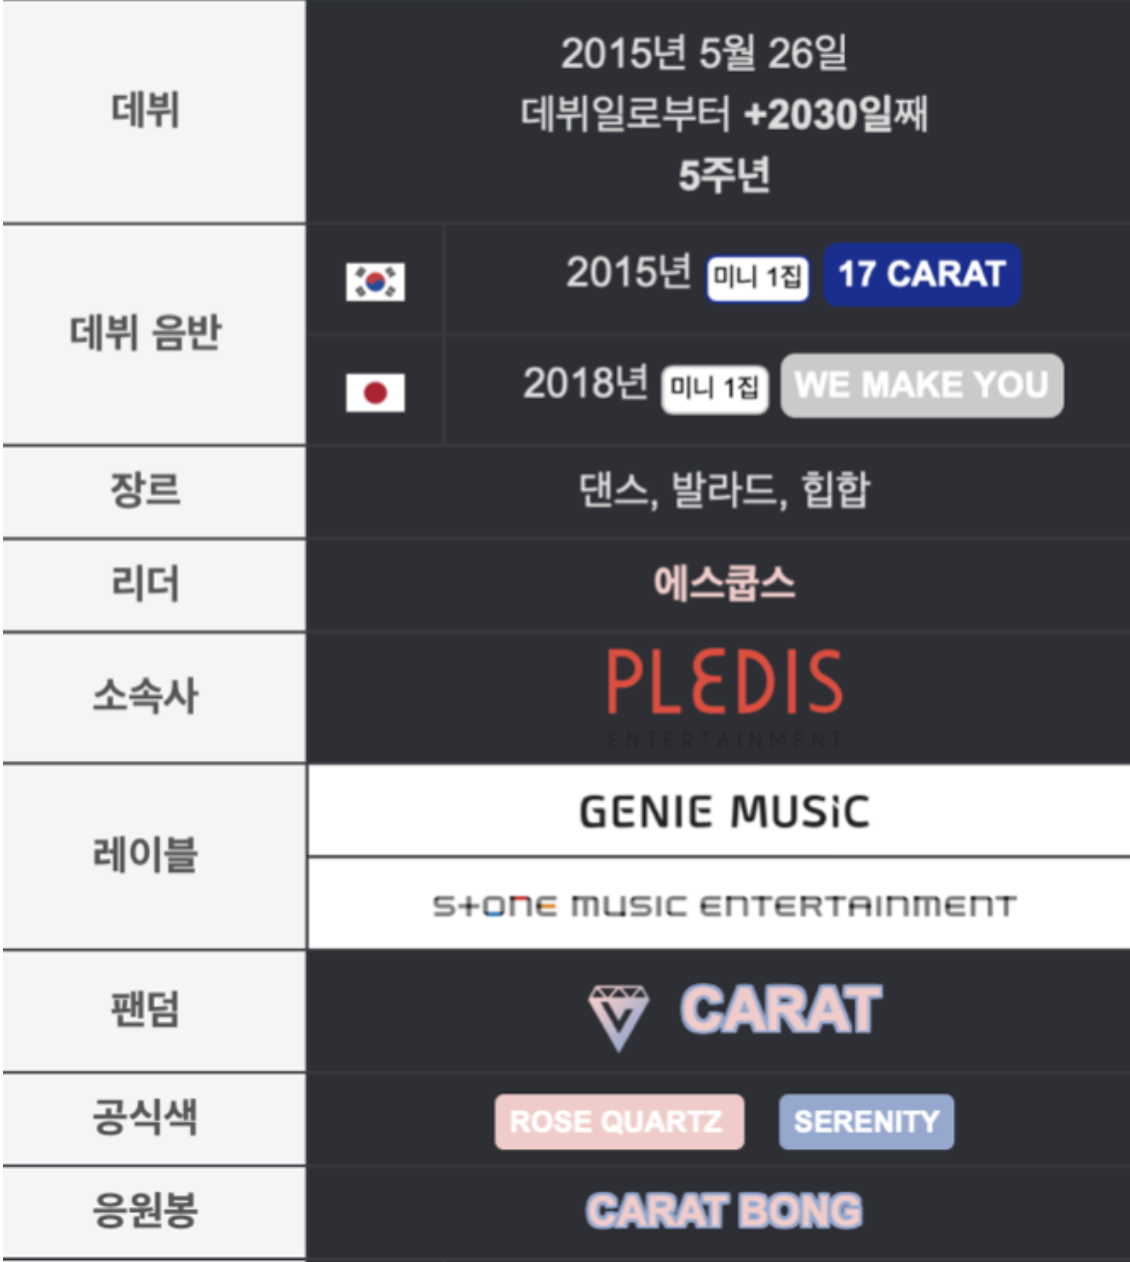 데뷔
2015년 5월 26일
데뷔일로부터 +2030일째
5주년
데뷔 음반
2015년 미니 1집 17 CARAT
2018년 미니 1집 WE MAKE YOU
장르
댄스, 발라드, 힙합
리더
에스쿱스
소속사
PLEDIS
ENTERTAINMENT
레이블
GENIE MUSiC
STONE MUSIC ENTERTAINMENT
팬덤
CARAT
공식색
ROSE QUARTZ SERENITY
응원봉
CARAT BONG